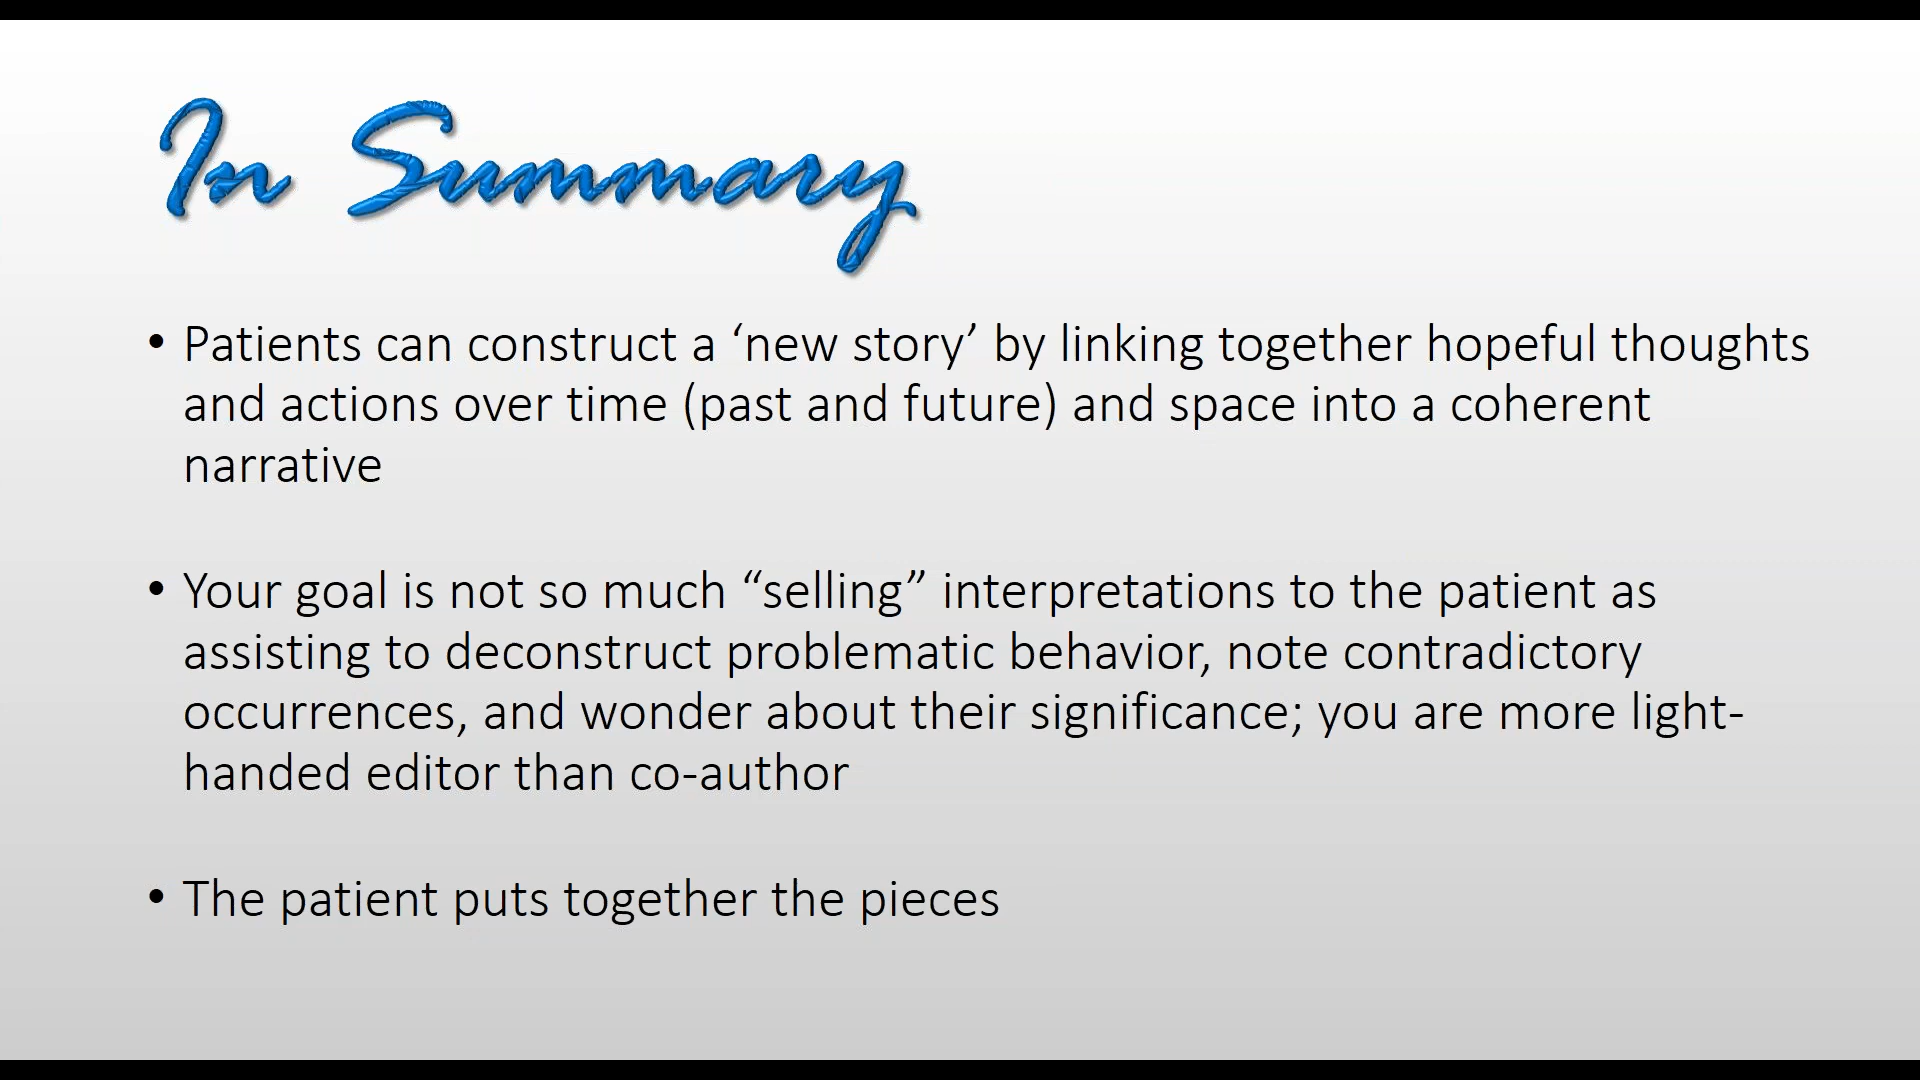 In Summary
• Patients can construct a ‘new story’ by linking together hopeful thoughts
and actions over time (past and future) and space into a coherent
narrative
• Your goal is not so much “selling” interpretations to the patient as
assisting to deconstruct problematic behavior, note contradictory
occurrences, and wonder about their significance; you are more light-
handed editor than co-author
• The patient puts together the pieces